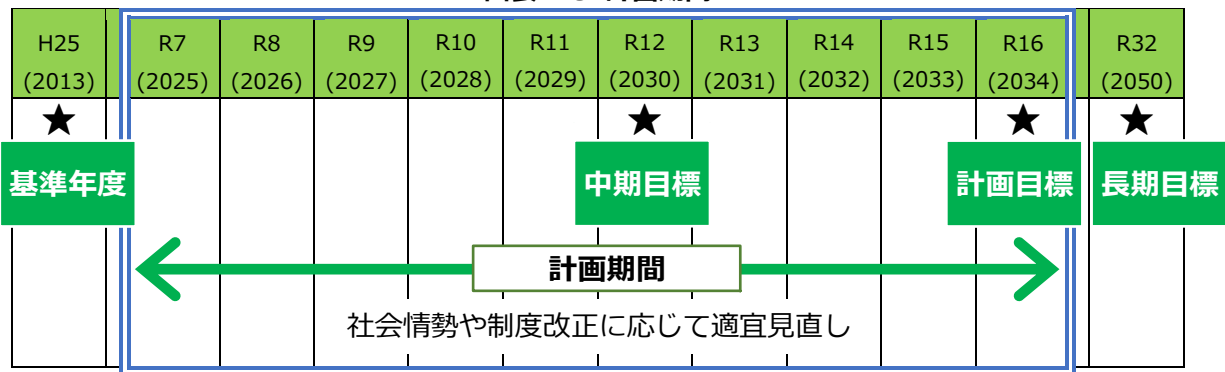 H25 R7 R8 R9 R10 R11 R12 R13 R14 R15 R16 R32
(2013) (2025) (2026) (2027) (2028) (2029) (2030) (2031) (2032) (2033) (2034) (2050)
★ ★ ★ ★
基準年度 中期目標 計画目標 長期目標
計画期間
社会情勢や制度改正に応じて適宜見直し